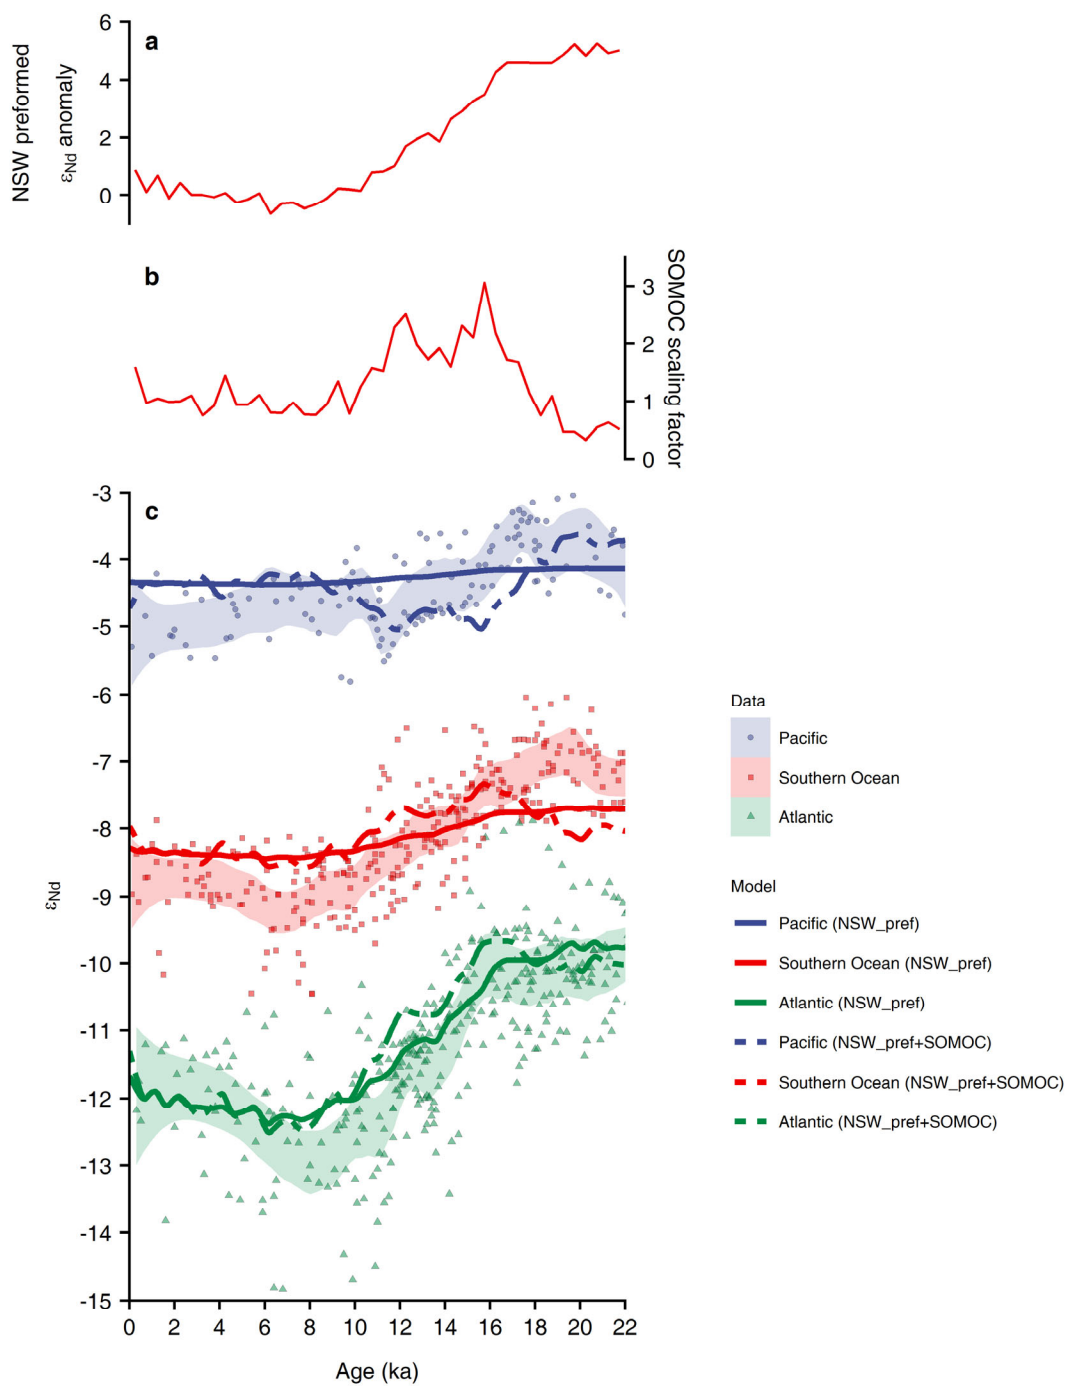 a
NSW preformed
εNd anomaly
6
4
2
0
b
SOMOC scaling factor
3
2
1
0
c
εNd
-3
-4
-5
-6
-7
-8
-9
-10
-11
-12
-13
-14
-15
0 2 4 6 8 10 12 14 16 18 20 22
Age (ka)
Data
Pacific
Southern Ocean
Atlantic
Model
Pacific (NSW_pref)
Southern Ocean (NSW_pref)
Atlantic (NSW_pref)
Pacific (NSW_pref+SOMOC)
Southern Ocean (NSW_pref+SOMOC)
Atlantic (NSW_pref+SOMOC)